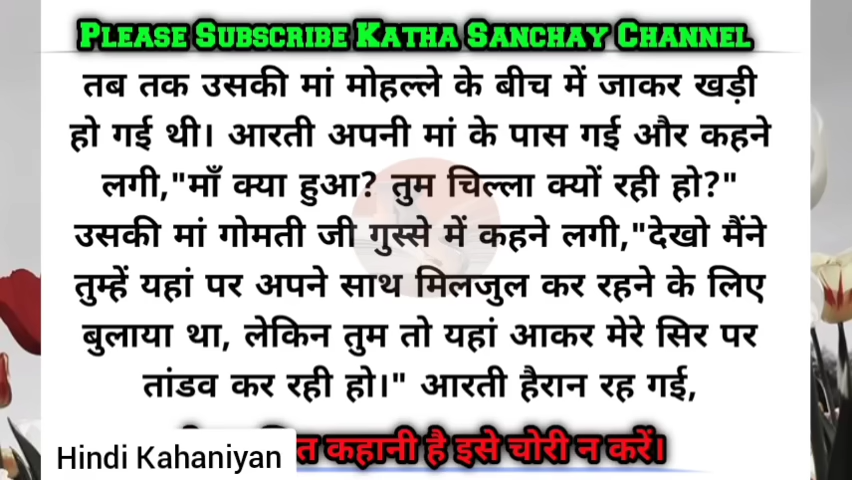 PLEASE SUBSCRIBE KATHA SANCHAY CHANNEL
तब तक उसकी मां मोहल्ले के बीच में जाकर खड़ी
हो गई थी। आरती अपनी मां के पास गई और कहने
लगी,"माँ क्या हुआ? तुम चिल्ला क्यों रही हो?"
उसकी मां गोमती जी गुस्से में कहने लगी,"देखो मैंने
तुम्हें यहां पर अपने साथ मिलजुल कर रहने के लिए
बुलाया था, लेकिन तुम तो यहां आकर मेरे सिर पर
तांडव कर रही हो।" आरती हैरान रह गई,
कहानी है इसे चोरी न करें।
Hindi Kahaniyan